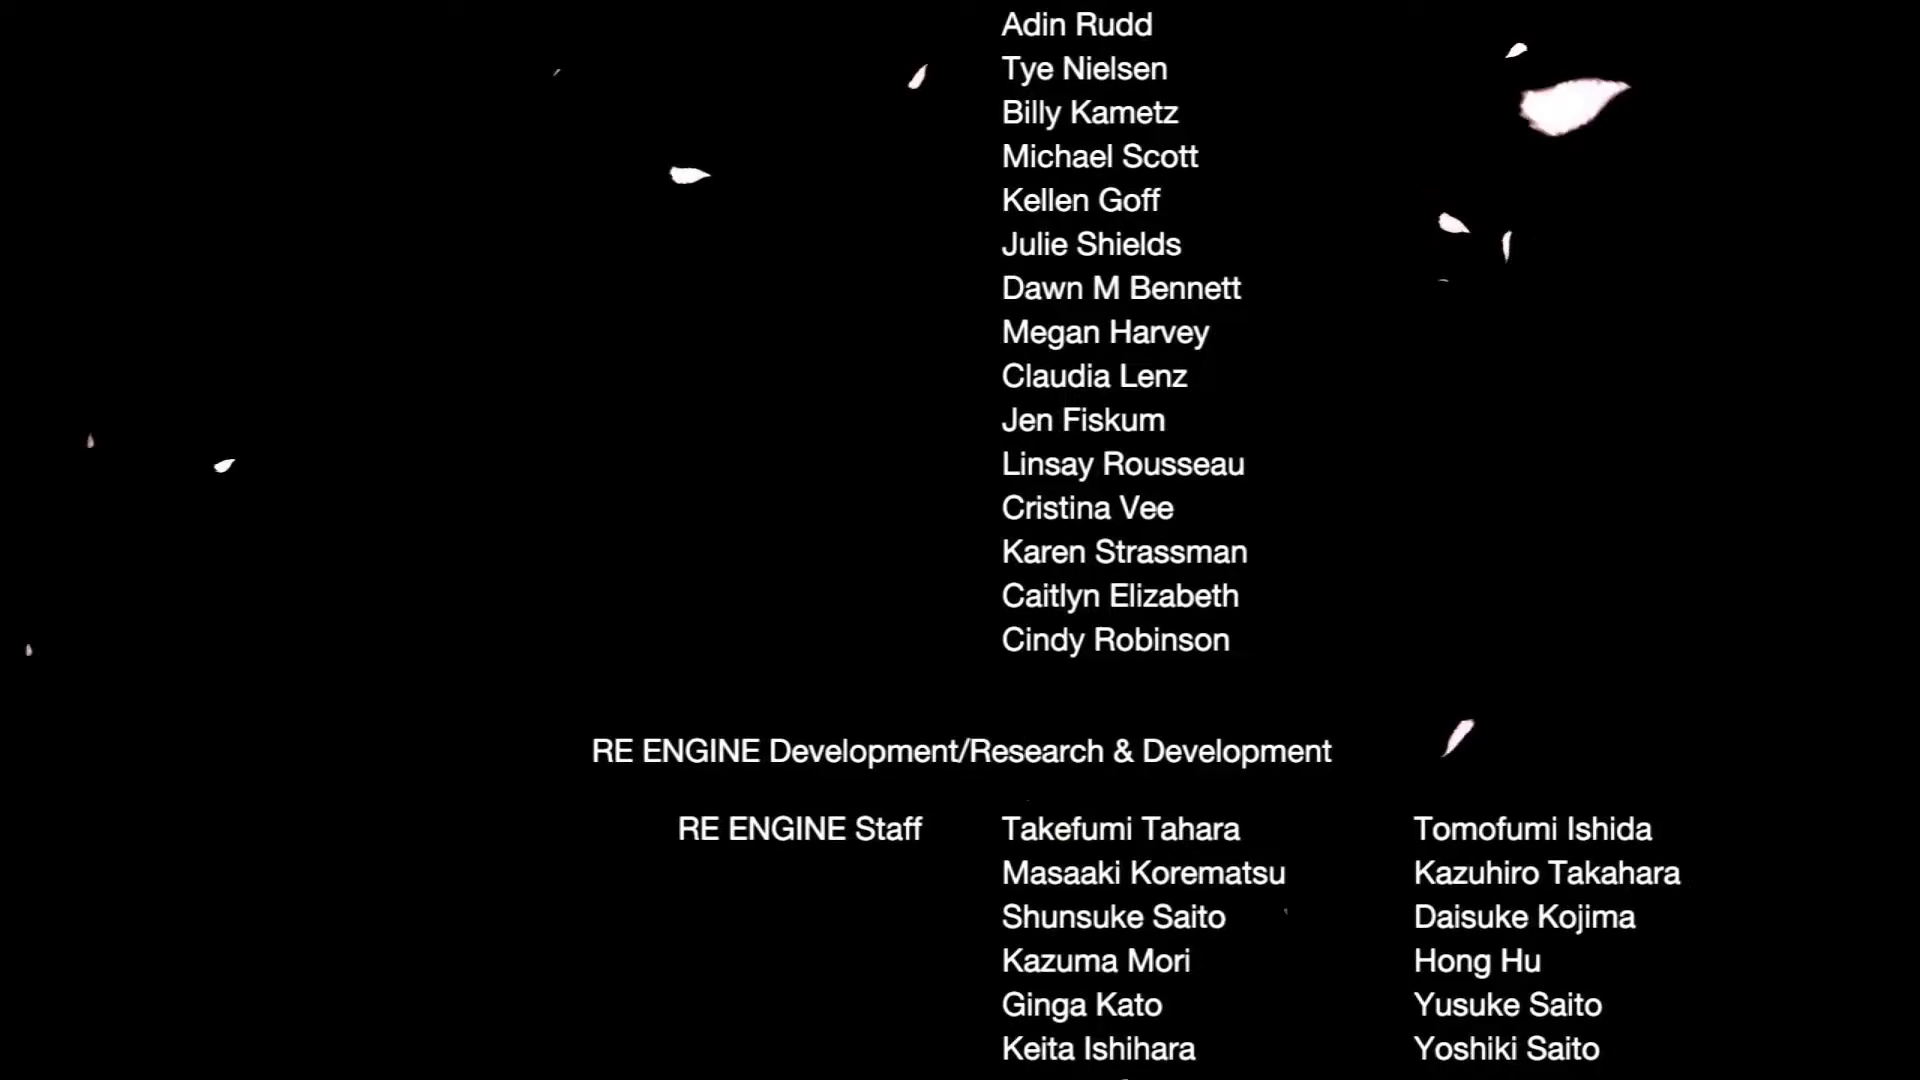 Adin Rudd
Tye Nielsen
Billy Kametz
Michael Scott
Kellen Goff
Julie Shields
Dawn M Bennett
Megan Harvey
Claudia Lenz
Jen Fiskum
Linsay Rousseau
Cristina Vee
Karen Strassman
Caitlyn Elizabeth
Cindy Robinson
RE ENGINE Development/Research & Development
RE ENGINE Staff Takefumi Tahara Tomofumi Ishida
Masaaki Korematsu Kazuhiro Takahara
Shunsuke Saito Daisuke Kojima
Kazuma Mori Hong Hu
Ginga Kato Yusuke Saito
Keita Ishihara Yoshiki Saito